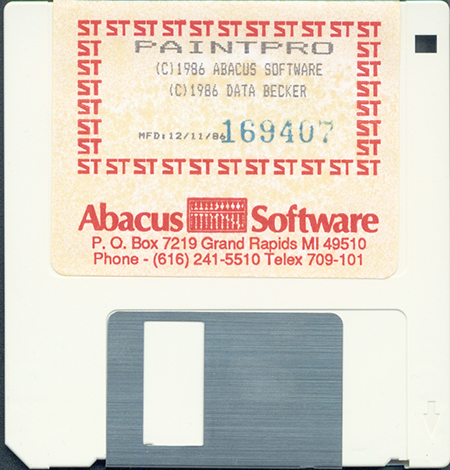 ST ST ST ST ST ST ST ST ST ST ST
ST PAINTPRO ST
ST (C)1986 ABACUS SOFTWARE ST
ST (C)1986 DATA BECKER ST
ST ST
ST MFD:12/11/86 169407 ST
ST ST
ST ST ST ST ST ST ST ST ST ST ST
Abacus Software
P. O. Box 7219 Grand Rapids MI 49510
Phone - (616) 241-5510 Telex 709-101